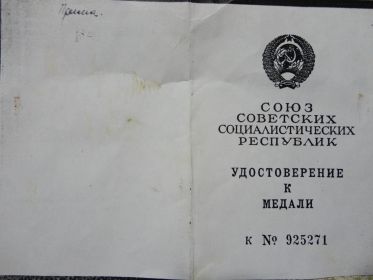 СОЮЗ
СОВЕТСКИХ
СОЦИАЛИСТИЧЕСКИХ
РЕСПУБЛИК
УДОСТОВЕРЕНИЕ
К
МЕДАЛИ
К № 925271